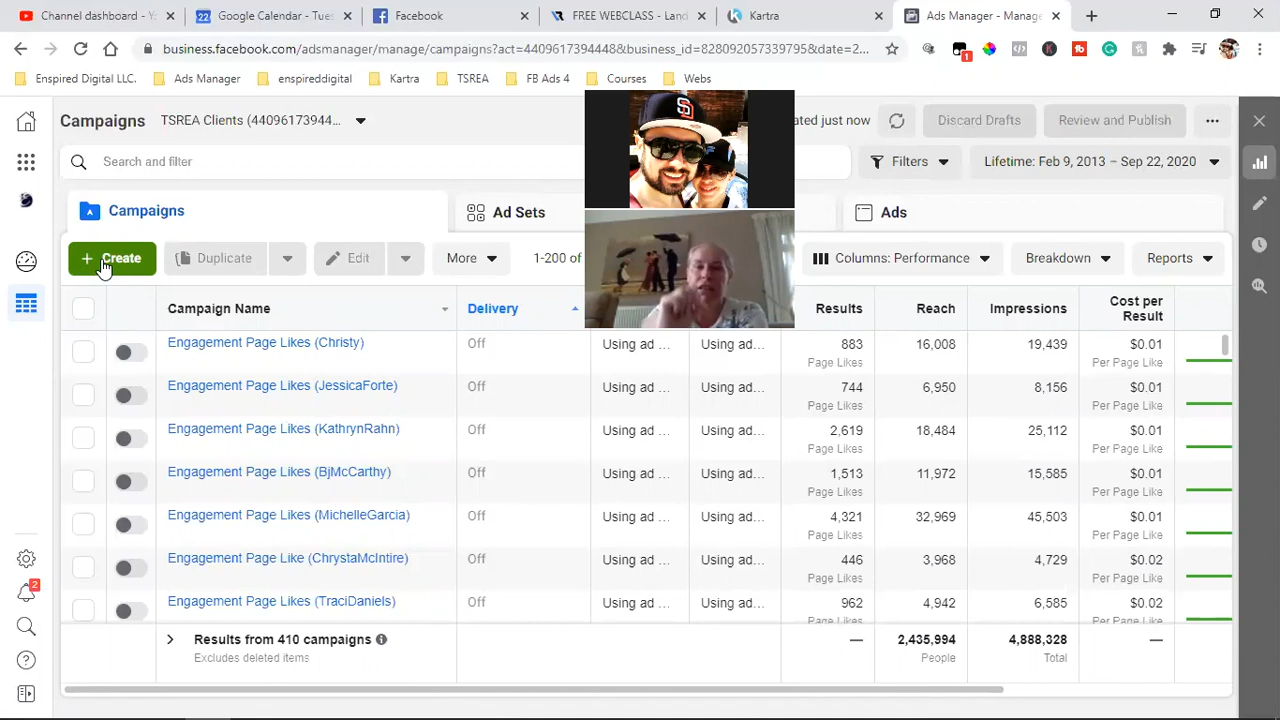 Channel dashboard - Y
Google Calendar - Tues
Facebook
FREE WEBCLASS - Land
Kartra
Ads Manager - Manage
business.facebook.com/adsmanager/manage/campaigns?act=440961739444​8&business_id=828092057339795&date=2...
Enspired Digital LLC.
Ads Manager
enspireddigital
Kartra
TSREA
FB Ads 4
Courses
Webs
Campaigns
TSREA Clients (44096173944...
ated just now
Discard Drafts
Review and Publish
Search and filter
Filters
Lifetime: Feb 9, 2013 – Sep 22, 2020
Campaigns
Ad Sets
Ads
+ Create
Duplicate
Edit
More
1-200 of
Columns: Performance
Breakdown
Reports
Campaign Name
Delivery
Results
Reach
Impressions
Cost per
Result
Engagement Page Likes (Christy)
Off
Using ad ...
Using ad...
883
16,008
19,439
$0.01
Page Likes
Per Page Like
Engagement Page Likes (JessicaForte)
Off
Using ad ...
Using ad...
744
6,950
8,156
$0.01
Page Likes
Per Page Like
Engagement Page Likes (KathrynRahn)
Off
Using ad ...
Using ad...
2,619
18,484
25,112
$0.01
Page Likes
Per Page Like
Engagement Page Likes (BjMcCarthy)
Off
Using ad ...
Using ad...
1,513
11,972
15,585
$0.01
Page Likes
Per Page Like
Engagement Page Likes (MichelleGarcia)
Off
Using ad ...
Using ad...
4,321
32,969
45,503
$0.01
Page Likes
Per Page Like
Engagement Page Like (ChrystaMcIntire)
Off
Using ad ...
Using ad...
446
3,968
4,729
$0.02
Page Likes
Per Page Like
Engagement Page Likes (TraciDaniels)
Off
Using ad ...
Using ad...
962
4,942
6,585
$0.02
Page Likes
Per Page Like
Results from 410 campaigns
—
2,435,994
4,888,328
—
Excludes deleted items
People
Total
2
1